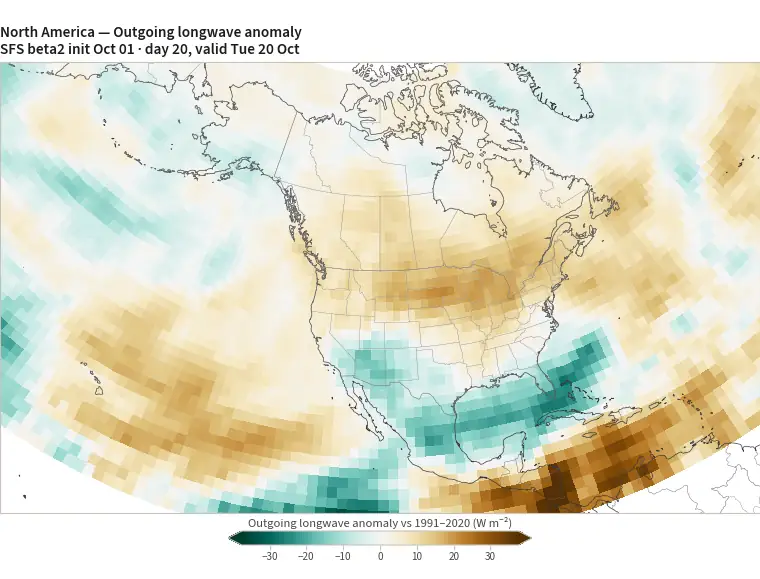 North America — Outgoing longwave anomaly
SFS beta2 init Oct 01 · day 20, valid Tue 20 Oct
Outgoing longwave anomaly vs 1991–2020 (W m⁻²)
−30 −20 −10 0 10 20 30